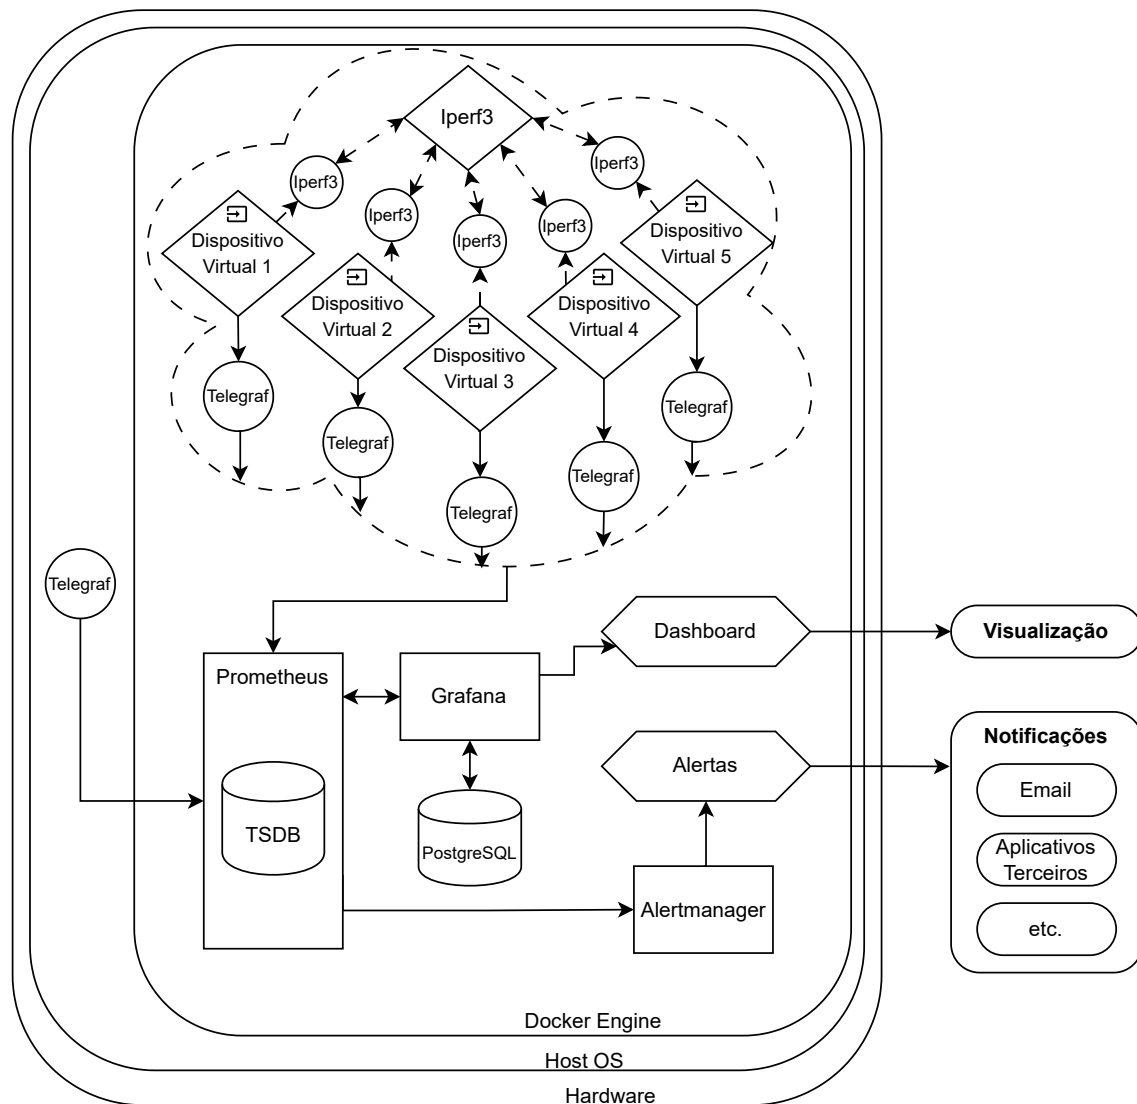 Iperf3
Iperf3
Iperf3
Iperf3
Iperf3
Iperf3
Dispositivo
Virtual 1
Dispositivo
Virtual 2
Dispositivo
Virtual 3
Dispositivo
Virtual 4
Dispositivo
Virtual 5
Telegraf
Telegraf
Telegraf
Telegraf
Telegraf
Telegraf
Prometheus
TSDB
Grafana
PostgreSQL
Dashboard
Alertas
Alertmanager
Visualização
Notificações
Email
Aplicativos
Terceiros
etc.
Docker Engine
Host OS
Hardware